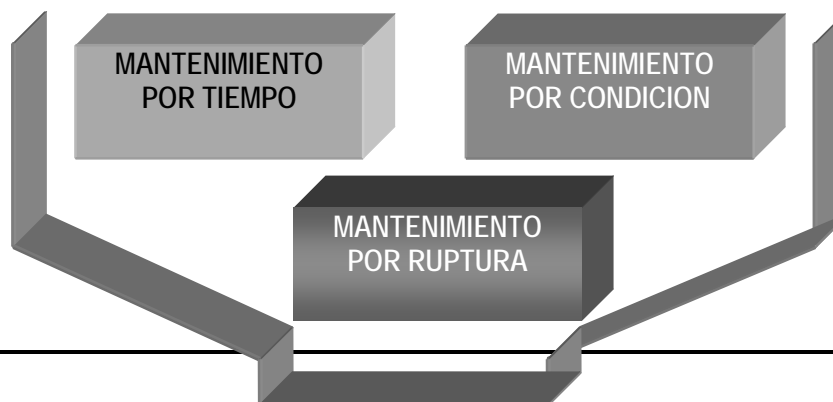 MANTENIMIENTO
POR TIEMPO
MANTENIMIENTO
POR CONDICION
MANTENIMIENTO
POR RUPTURA